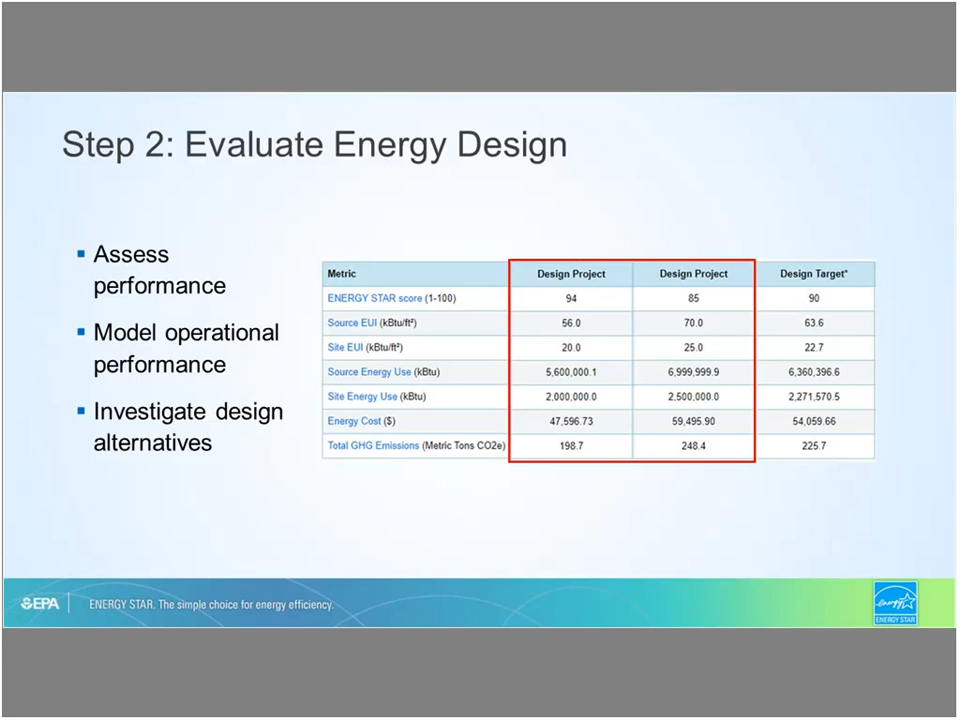 Step 2: Evaluate Energy Design
▪ Assess
performance
▪ Model operational
performance
▪ Investigate design
alternatives
Metric Design Project Design Project Design Target*
ENERGY STAR score (1-100) 94 85 90
Source EUI (kBtu/ft²) 56.0 70.0 63.6
Site EUI (kBtu/ft²) 20.0 25.0 22.7
Source Energy Use (kBtu) 5,600,000.1 6,999,999.9 6,360,396.6
Site Energy Use (kBtu) 2,000,000.0 2,500,000.0 2,271,570.5
Energy Cost ($) 47,596.73 59,495.90 54,059.66
Total GHG Emissions (Metric Tons CO2e) 198.7 248.4 225.7
EPA ENERGY STAR. The simple choice for energy efficiency.
energy
ENERGY STAR